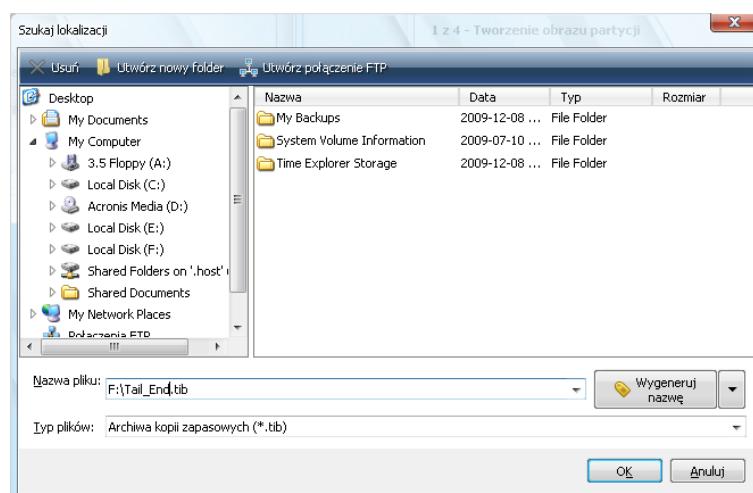 Szukaj lokalizacji
1 z 4 - Tworzenie obrazu partycji
Usuń Utwórz nowy folder Utwórz połączenie FTP
Desktop
My Documents
My Computer
3.5 Floppy (A:)
Local Disk (C:)
Acronis Media (D:)
Local Disk (E:)
Local Disk (F:)
Shared Folders on '.host'
Shared Documents
My Network Places
Połączenia FTP
Nazwa Data Typ Rozmiar
My Backups 2009-12-08 ... File Folder
System Volume Information 2009-07-10 ... File Folder
Time Explorer Storage 2009-12-08 ... File Folder
Nazwa pliku: F:\Tail_End.tib
Wygeneruj
nazwę
Typ plików: Archiwa kopii zapasowych (*.tib)
OK Anuluj